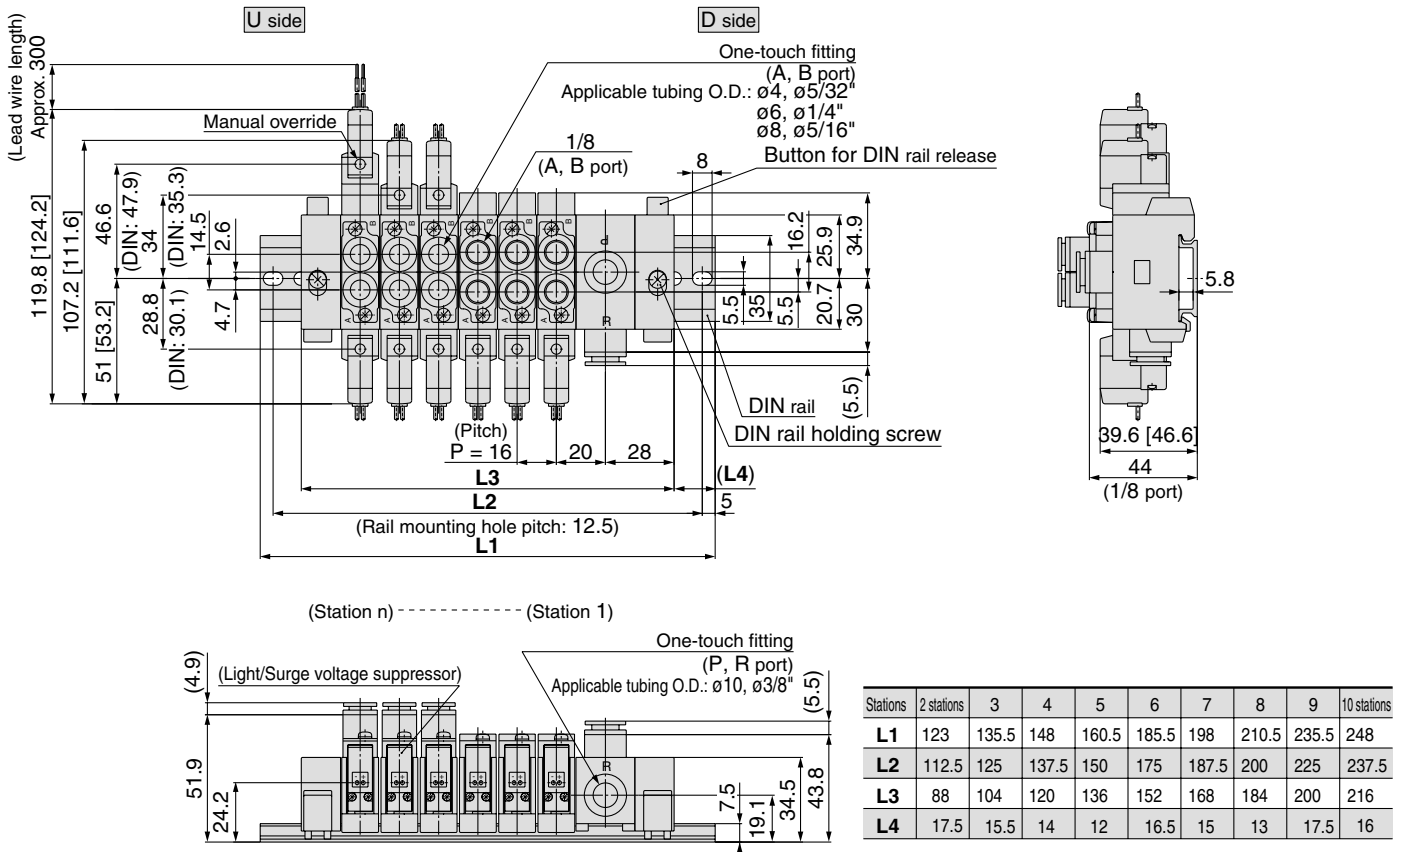 U side
D side
(Lead wire length)
Approx. 300
One-touch fitting
(A, B port)
Applicable tubing O.D.: ø4, ø5/32"
ø6, ø1/4"
ø8, ø5/16"
Manual override
1/8
(A, B port)
Button for DIN rail release
8
119.8 [124.2]
107.2 [111.6]
51 [53.2]
46.6
(DIN: 47.9)
34
(DIN: 35.3)
14.5
2.6
28.8
(DIN: 30.1)
4.7
B
B
B
B
B
B
A
A
A
A
A
A
d
R
5.5
35
5.5
16.2
25.9
34.9
20.7
30
(5.5)
5.8
DIN rail
DIN rail holding screw
(Pitch)
P = 16
20
28
L3
(L4)
L2
5
(Rail mounting hole pitch: 12.5)
L1
39.6 [46.6]
44
(1/8 port)
(Station n)
(Station 1)
One-touch fitting
(P, R port)
Applicable tubing O.D.: ø10, ø3/8"
(Light/Surge voltage suppressor)
(4.9)
51.9
24.2
R
(5.5)
7.5
19.1
34.5
43.8
Stations 2 stations 3 4 5 6 7 8 9 10 stations
L1 123 135.5 148 160.5 185.5 198 210.5 235.5 248
L2 112.5 125 137.5 150 175 187.5 200 225 237.5
L3 88 104 120 136 152 168 184 200 216
L4 17.5 15.5 14 12 16.5 15 13 17.5 16